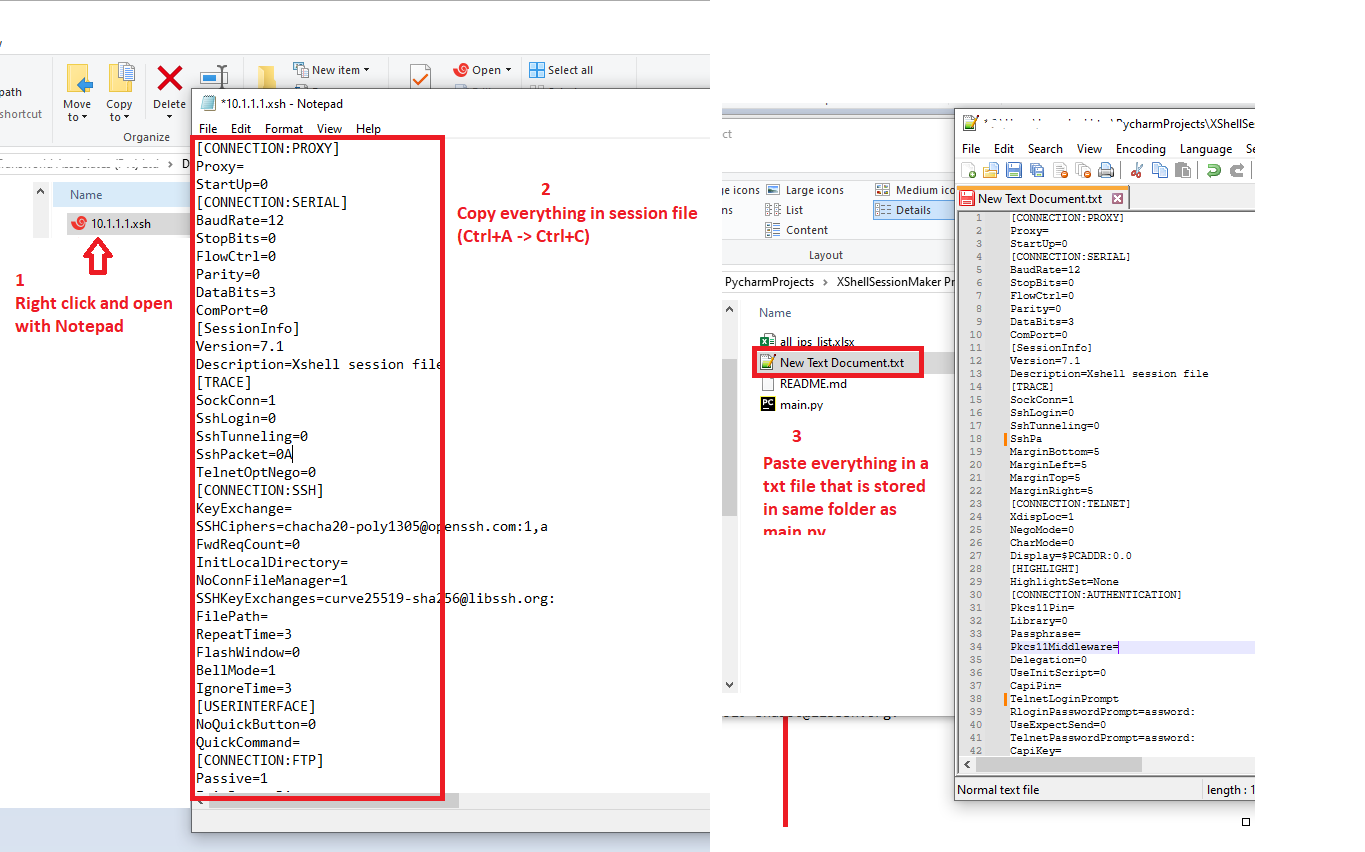 path
shortcut
Move
to
Copy
to
Delete
New item
Open
Select all
Organize
Name
10.1.1.1.xsh
1
Right click and open
with Notepad
*10.1.1.1.xsh - Notepad
File Edit Format View Help
[CONNECTION:PROXY]
Proxy=
StartUp=0
[CONNECTION:SERIAL]
BaudRate=12
StopBits=0
FlowCtrl=0
Parity=0
DataBits=3
ComPort=0
[SessionInfo]
Version=7.1
Description=Xshell session file
[TRACE]
SockConn=1
SshLogin=0
SshTunneling=0
SshPacket=0A
TelnetOptNego=0
[CONNECTION:SSH]
KeyExchange=
SSHCiphers=chacha20-poly1305@openssh.com:1,a
FwdReqCount=0
InitLocalDirectory=
NoConnFileManager=1
SSHKeyExchanges=curve25519-sha256@libssh.org:
FilePath=
RepeatTime=3
FlashWindow=0
BellMode=1
IgnoreTime=3
[USERINTERFACE]
NoQuickButton=0
QuickCommand=
[CONNECTION:FTP]
Passive=1
2
Copy everything in session file
(Ctrl+A -> Ctrl+C)
ct
ge icons
Large icons
Medium ico
ns
List
Details
Content
Layout
PycharmProjects > XShellSessionMaker Pr
Name
all_ips_list.xlsx
New Text Document.txt
README.md
main.py
3
Paste everything in a
txt file that is stored
in same folder as
main.py
PycharmProjects\XShellSes
File Edit Search View Encoding Language Se
New Text Document.txt
1 [CONNECTION:PROXY]
2 Proxy=
3 StartUp=0
4 [CONNECTION:SERIAL]
5 BaudRate=12
6 StopBits=0
7 FlowCtrl=0
8 Parity=0
9 DataBits=3
10 ComPort=0
11 [SessionInfo]
12 Version=7.1
13 Description=Xshell session file
14 [TRACE]
15 SockConn=1
16 SshLogin=0
17 SshTunneling=0
18 SshPa
19 MarginBottom=5
20 MarginLeft=5
21 MarginTop=5
22 MarginRight=5
23 [CONNECTION:TELNET]
24 XdispLoc=1
25 NegoMode=0
26 CharMode=0
27 Display=$PCADDR:0.0
28 [HIGHLIGHT]
29 HighlightSet=None
30 [CONNECTION:AUTHENTICATION]
31 Pkcs11Pin=
32 Library=0
33 Passphrase=
34 Pkcs11Middleware=
35 Delegation=0
36 UseInitScript=0
37 CapiPin=
38 TelnetLoginPrompt
39 RloginPasswordPrompt=assword:
40 UseExpectSend=0
41 TelnetPasswordPrompt=assword:
42 CapiKey=
Normal text file
length : 1